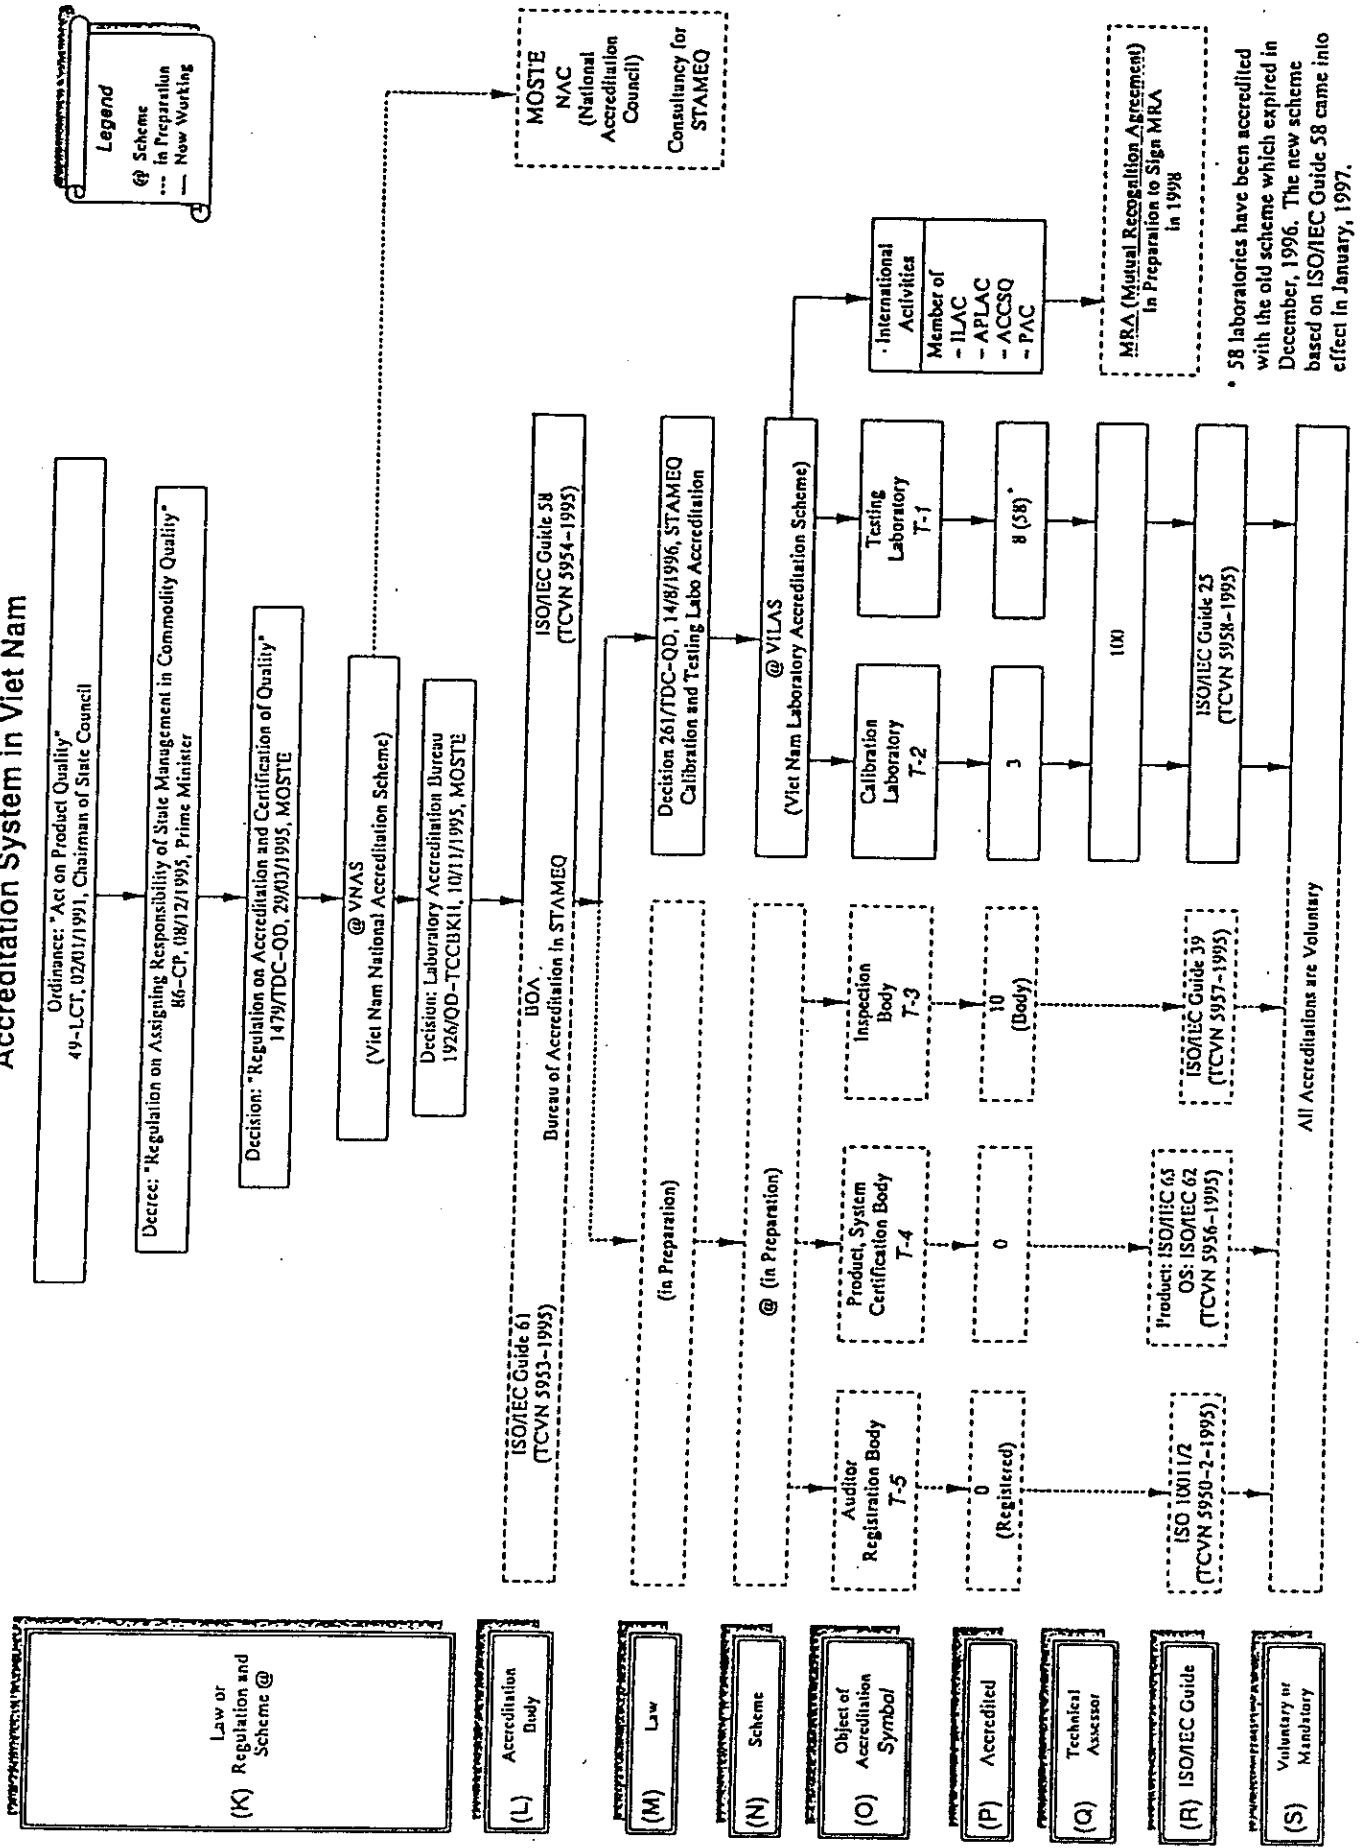 Accreditation System in Viet Nam
Legend
@ Scheme
--- in Preparation
— Now Working
(K) Law or
Regulation and
Scheme @
Ordinance: "Act on Product Quality"
49-LCT, 02/01/1991, Chairman of State Council
Decree: "Regulation on Assigning Responsibility of State Management in Commodity Quality"
86-CP, 08/12/1995, Prime Minister
Decision: "Regulation on Accreditation and Certification of Quality"
1479/TDC-QD, 29/03/1995, MOSTE
@ VNAS
(Viet Nam National Accreditation Scheme)
Decision: Laboratory Accreditation Bureau
1926/QD-TCCBKH, 10/11/1995, MOSTE
MOSTE
NAC
(National
Accreditation
Council)
Consultancy for
STAMEQ
(L) Accreditation
Body
ISO/IEC Guide 61
(TCVN 5953-1995)
BOA
Bureau of Accreditation in STAMEQ
ISO/IEC Guide 58
(TCVN 5954-1995)
(M) Law
(in Preparation)
Decision 261/TDC-QD, 14/8/1996, STAMEQ
Calibration and Testing Labo Accreditation
(N) Scheme
@ (in Preparation)
@ VILAS
(Viet Nam Laboratory Accreditation Scheme)
(O) Object of
Accreditation
Symbol
Auditor
Registration Body
T-5
Product, System
Certification Body
T-4
Inspection
Body
T-3
Calibration
Laboratory
T-2
Testing
Laboratory
T-1
· International
Activities
Member of
- ILAC
- APLAC
- ACCSQ
- PAC
(P) Accredited
0
(Registered)
0
10
(Body)
3
8 (58)*
(Q) Technical
Assessor
100
MRA (Mutual Recognition Agreement)
In Preparation to Sign MRA
in 1998
(R) ISO/IEC Guide
ISO 10011/2
(TCVN 5950-2-1995)
Product: ISO/IEC 65
QS: ISO/IEC 62
(TCVN 5956-1995)
ISO/IEC Guide 39
(TCVN 5957-1995)
ISO/IEC Guide 25
(TCVN 5958-1995)
(S) Voluntary or
Mandatory
All Accreditations are Voluntary
* 58 laboratories have been accredited
with the old scheme which expired in
December, 1996. The new scheme
based on ISO/IEC Guide 58 came into
effect in January, 1997.